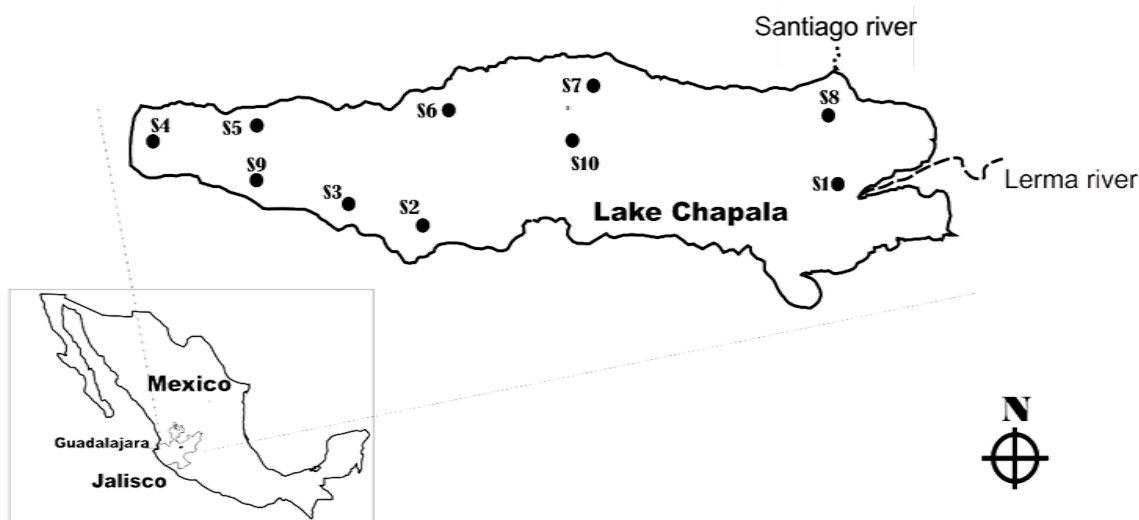 Santiago river
S7
S8
S6
S4
S5
S10
S9
S1
Lerma river
S3
S2
Lake Chapala
Mexico
Guadalajara
Jalisco
N